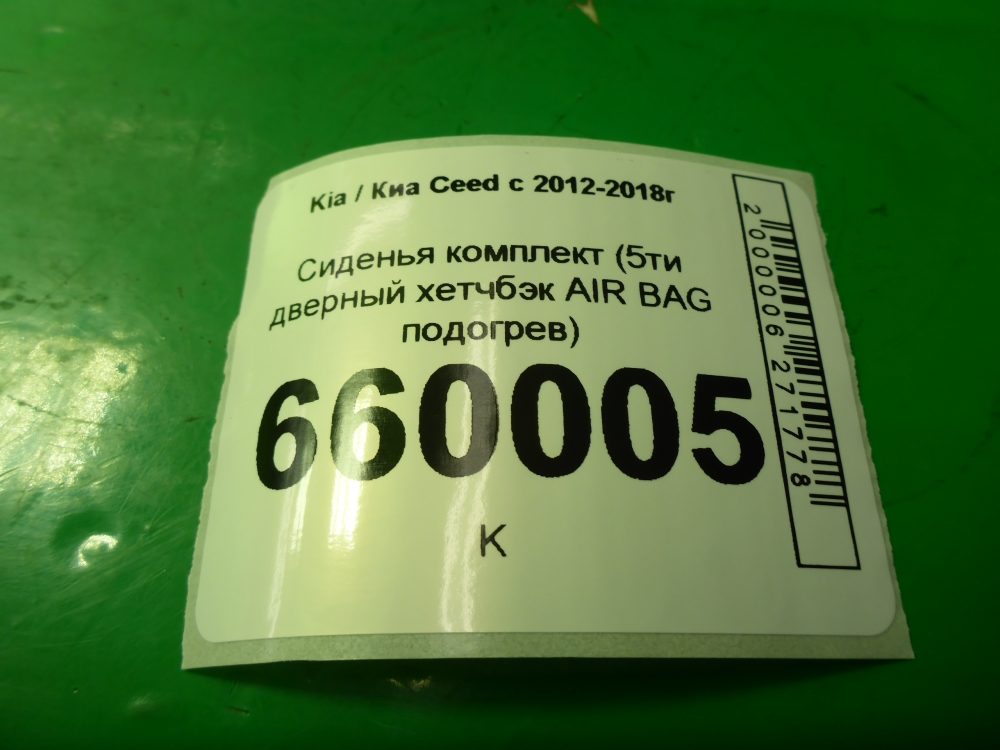 Kia / Киа Ceed с 2012-2018г
Сиденья комплект (5ти
дверный хетчбэк AIR BAG
подогрев)
660005
К
2000006271778